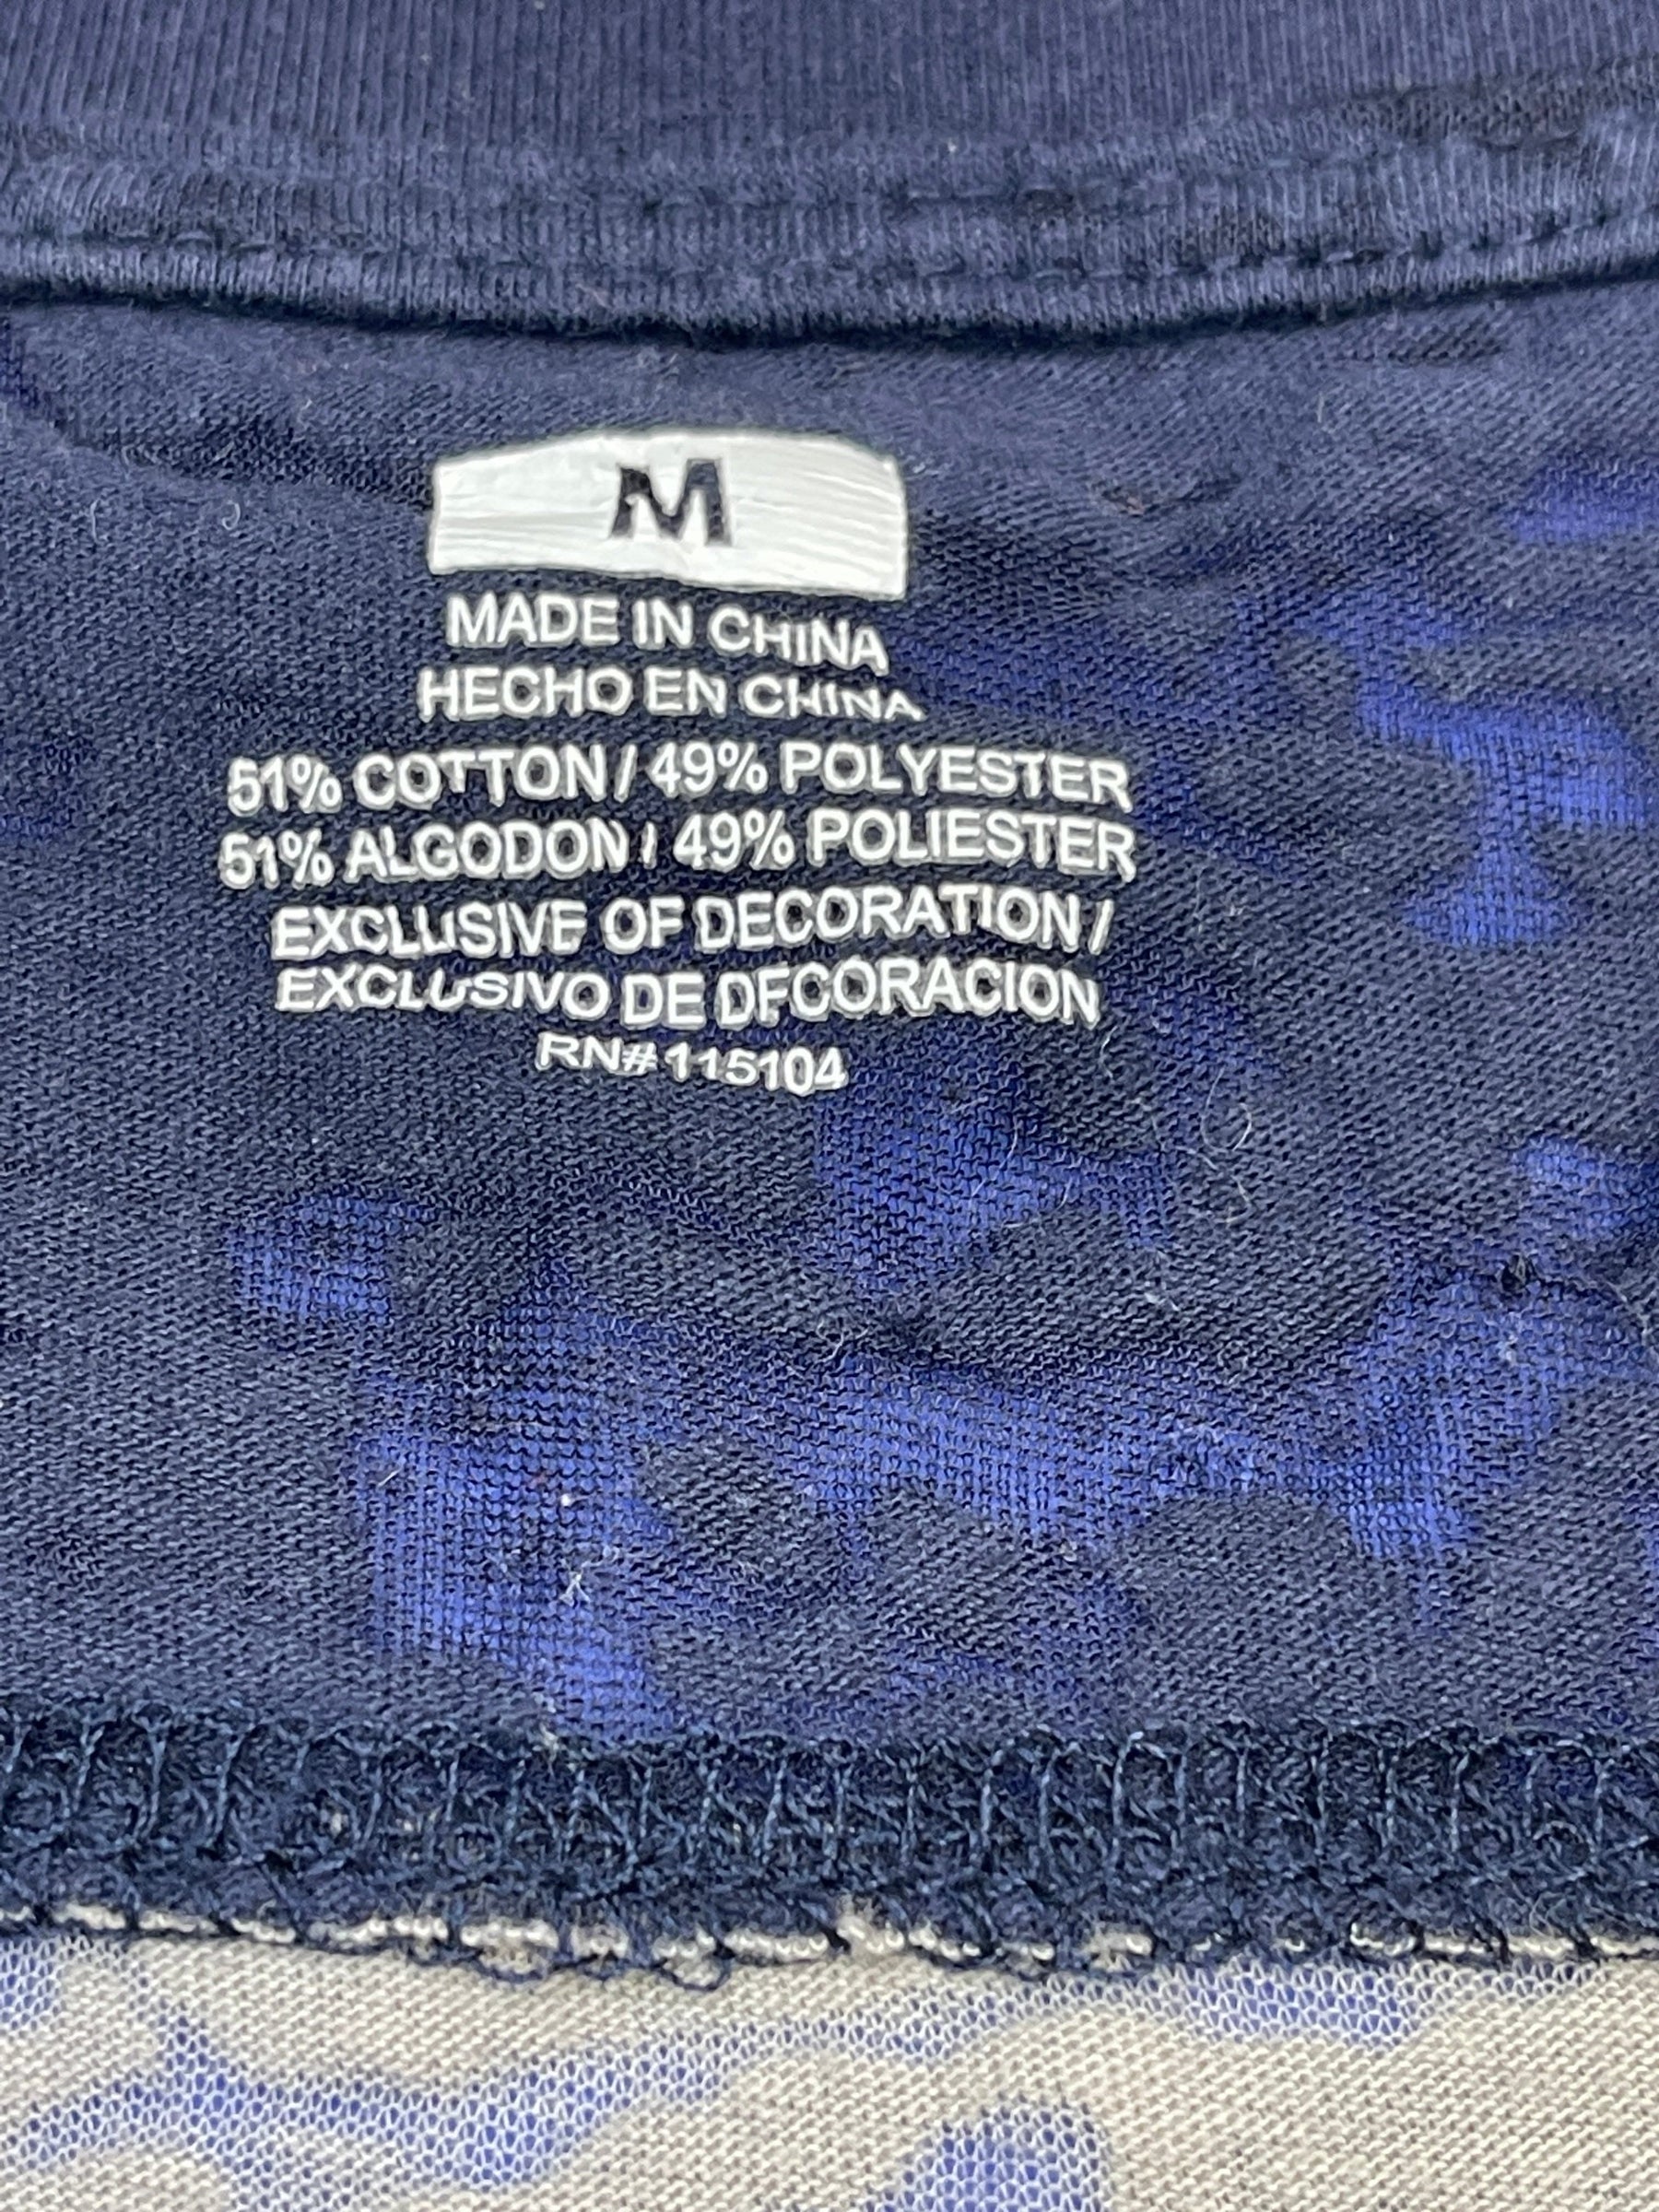 M
MADE IN CHINA
HECHO EN CHINA
51% COTTON / 49% POLYESTER
51% ALGODON / 49% POLIESTER
EXCLUSIVE OF DECORATION /
EXCLUSIVO DE DECORACION
RN# 115104